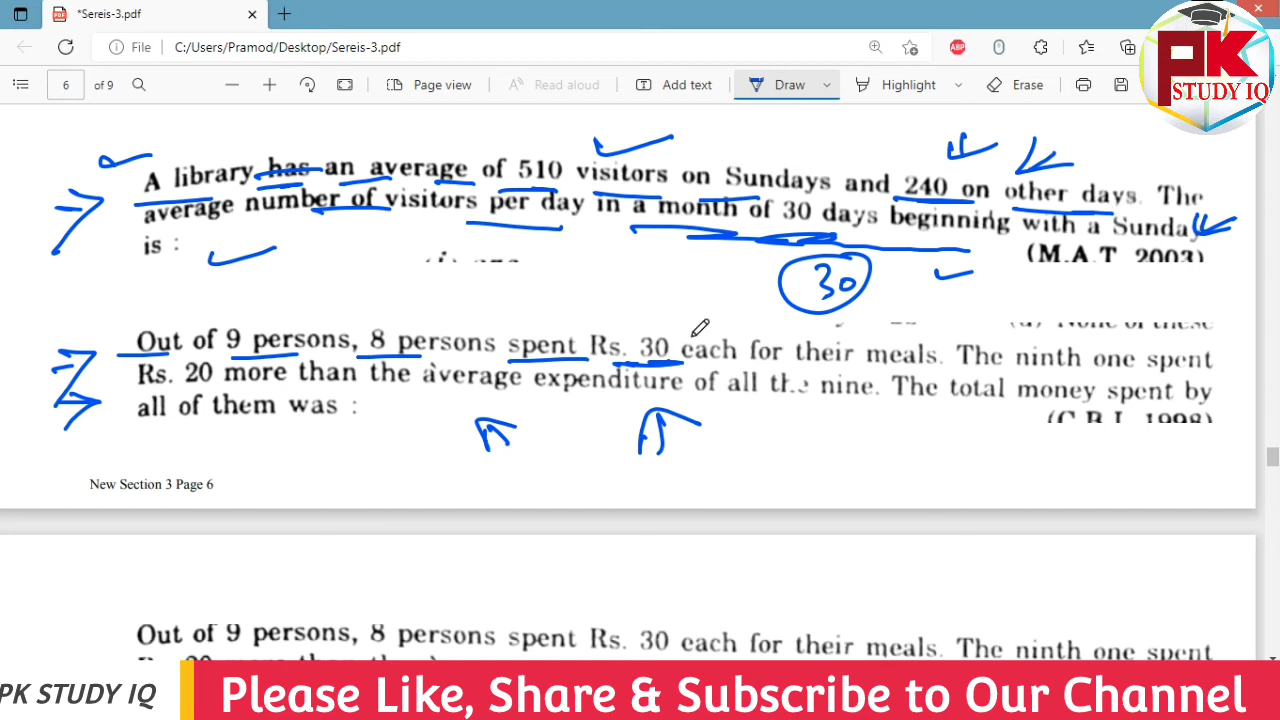 *Sereis-3.pdf
File
C:/Users/Pramod/Desktop/Sereis-3.pdf
ABP
6 of 9
Page view
Read aloud
Add text
Draw
Highlight
Erase
PK
STUDY IQ
A library has an average of 510 visitors on Sundays and 240 on other days. The
average number of visitors per day in a month of 30 days beginning with a Sunday
is :
(M.A.T 2003)
30
Out of 9 persons, 8 persons spent Rs. 30 each for their meals. The ninth one spent
Rs. 20 more than the average expenditure of all the nine. The total money spent by
all of them was :
New Section 3 Page 6
Out of 9 persons, 8 persons spent Rs. 30 each for their meals. The ninth one spent
PK STUDY IQ
Please Like, Share & Subscribe to Our Channel